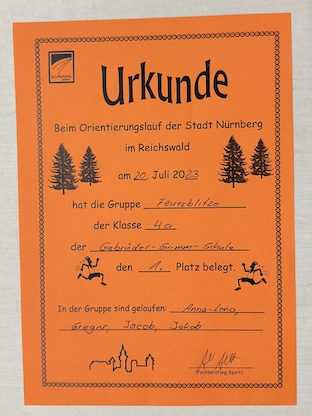 Urkunde
Beim Orientierungslauf der Stadt Nürnberg
im Reichswald
am 20. Juli 2023
hat die Gruppe Feuerblitze
der Klasse 4a
der Gebrüder-Grimm-Schule
den 1. Platz belegt.
In der Gruppe sind gelaufen: Anna-Lena,
Gregor, Jacob, Jakob
(Fachberatung Sport)